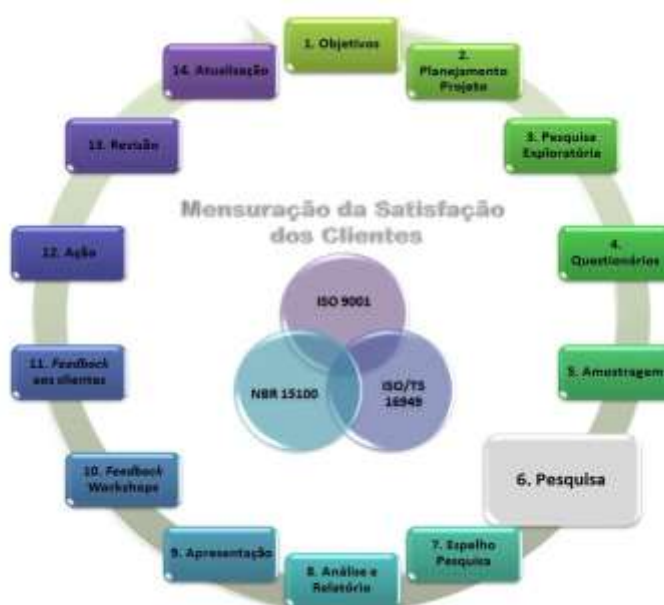 1. Objetivos
2.
Planejamento
Projeto
3. Pesquisa
Exploratória
4.
Questionários
5. Amostragem
6. Pesquisa
7. Espelho
Pesquisa
8. Análise e
Relatório
9. Apresentação
10. Feedback
Workshops
11. Feedback
aos clientes
12. Ação
13. Revisão
14. Atualização
Mensuração da Satisfação
dos Clientes
ISO 9001
NBR 15100
ISO/TS
16949